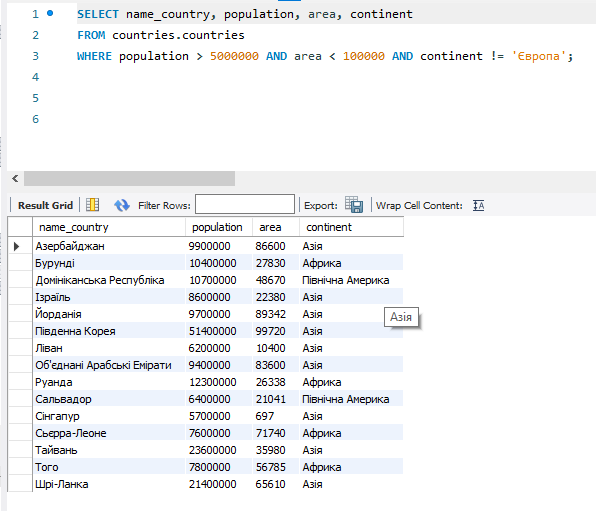 1 SELECT name_country, population, area, continent
2 FROM countries.countries
3 WHERE population > 5000000 AND area < 100000 AND continent != 'Європа';
4
5
6
Result Grid Filter Rows: Export: Wrap Cell Content: IA
name_country population area continent
Азербайджан 9900000 86600 Азія
Бурунді 10400000 27830 Африка
Домініканська Республіка 10700000 48670 Північна Америка
Ізраїль 8600000 22380 Азія
Йорданія 9700000 89342 Азія
Азія
Південна Корея 51400000 99720 Азія
Ліван 6200000 10400 Азія
Об'єднані Арабські Емірати 9400000 83600 Азія
Руанда 12300000 26338 Африка
Сальвадор 6400000 21041 Північна Америка
Сінгапур 5700000 697 Азія
Сьєрра-Леоне 7600000 71740 Африка
Тайвань 23600000 35980 Азія
Того 7800000 56785 Африка
Шрі-Ланка 21400000 65610 Азія